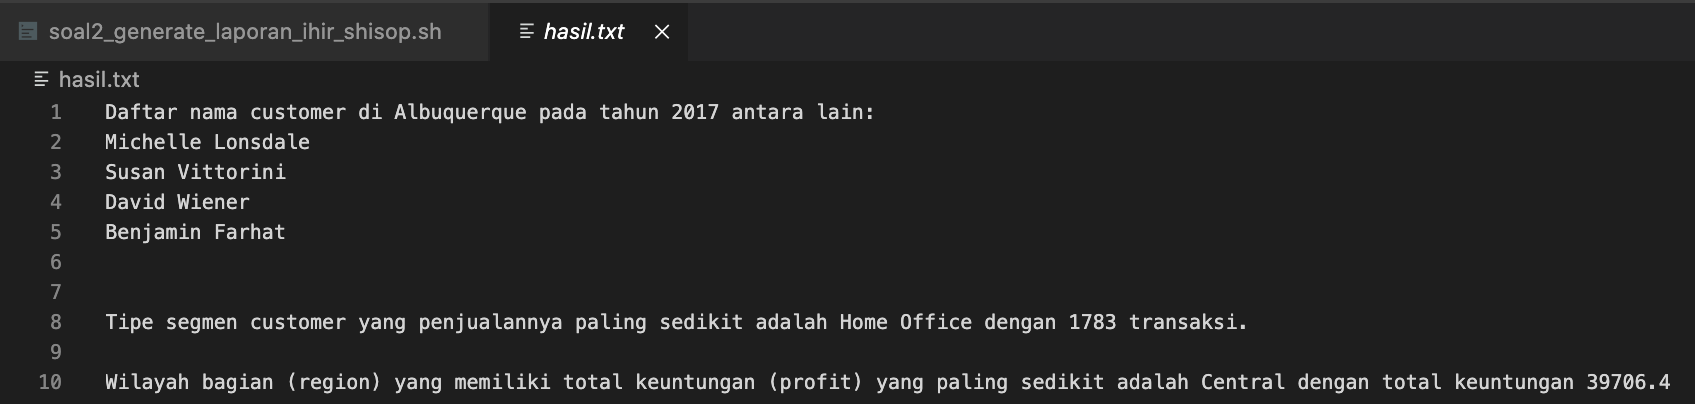 soal2_generate_laporan_ihir_shisop.sh hasil.txt
hasil.txt
1 Daftar nama customer di Albuquerque pada tahun 2017 antara lain:
2 Michelle Lonsdale
3 Susan Vittorini
4 David Wiener
5 Benjamin Farhat
6
7
8 Tipe segmen customer yang penjualannya paling sedikit adalah Home Office dengan 1783 transaksi.
9
10 Wilayah bagian (region) yang memiliki total keuntungan (profit) yang paling sedikit adalah Central dengan total keuntungan 39706.4